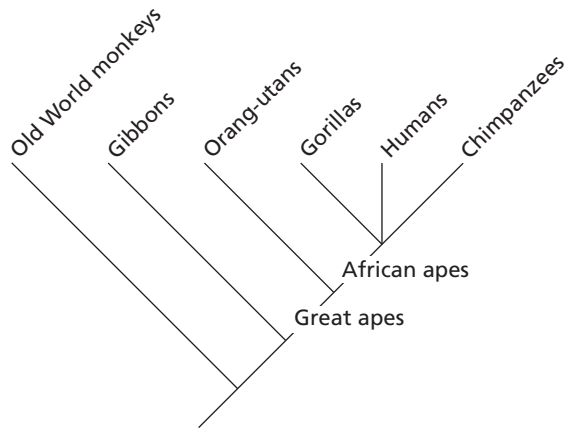 Old World monkeys
Gibbons
Orang-utans
Gorillas
Humans
Chimpanzees
African apes
Great apes